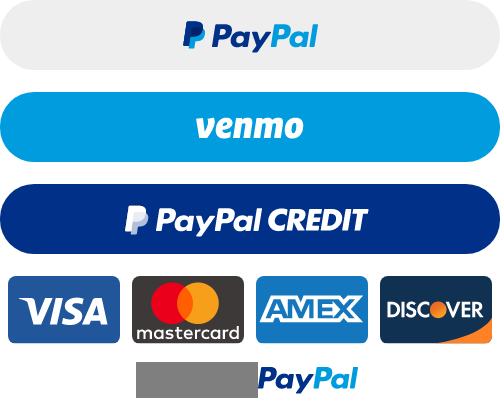 PayPal
venmo
PayPal CREDIT
VISA mastercard AMEX DISCOVER
PayPal